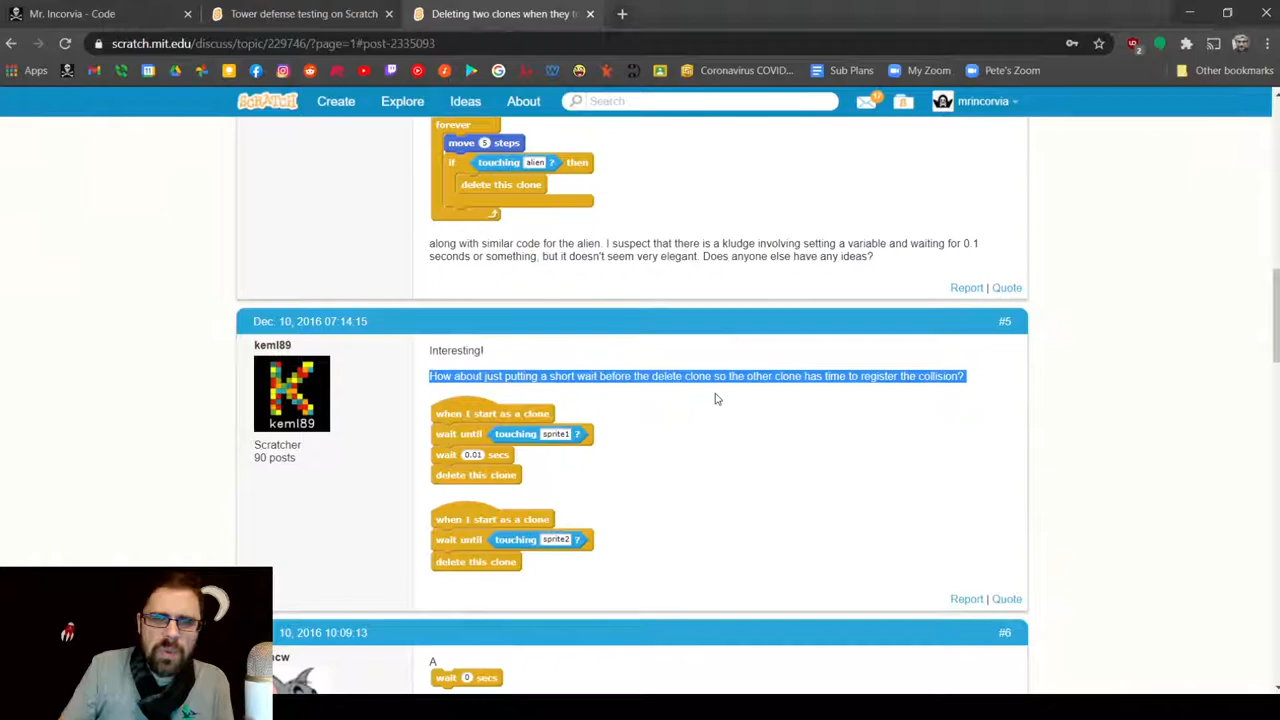 Mr. Incorvia - Code
Tower defense testing on Scratch
Deleting two clones when they t
scratch.mit.edu/discuss/topic/229746/?page=1#post-2335093
Apps
Coronavirus COVID...
Sub Plans
My Zoom
Pete's Zoom
Other bookmarks
SCRATCH
Create
Explore
Ideas
About
Search
17
mrincorvia
forever
move 5 steps
if touching alien ? then
delete this clone
along with similar code for the alien. I suspect that there is a kludge involving setting a variable and waiting for 0.1
seconds or something, but it doesn't seem very elegant. Does anyone else have any ideas?
Report | Quote
Dec. 10, 2016 07:14:15
#5
keml89
keml89
Scratcher
90 posts
Interesting!
How about just putting a short wait before the delete clone so the other clone has time to register the collision?
when I start as a clone
wait until touching sprite1 ?
wait 0.01 secs
delete this clone
when I start as a clone
wait until touching sprite2 ?
delete this clone
Report | Quote
10, 2016 10:09:13
#6
cw
A
wait 0 secs